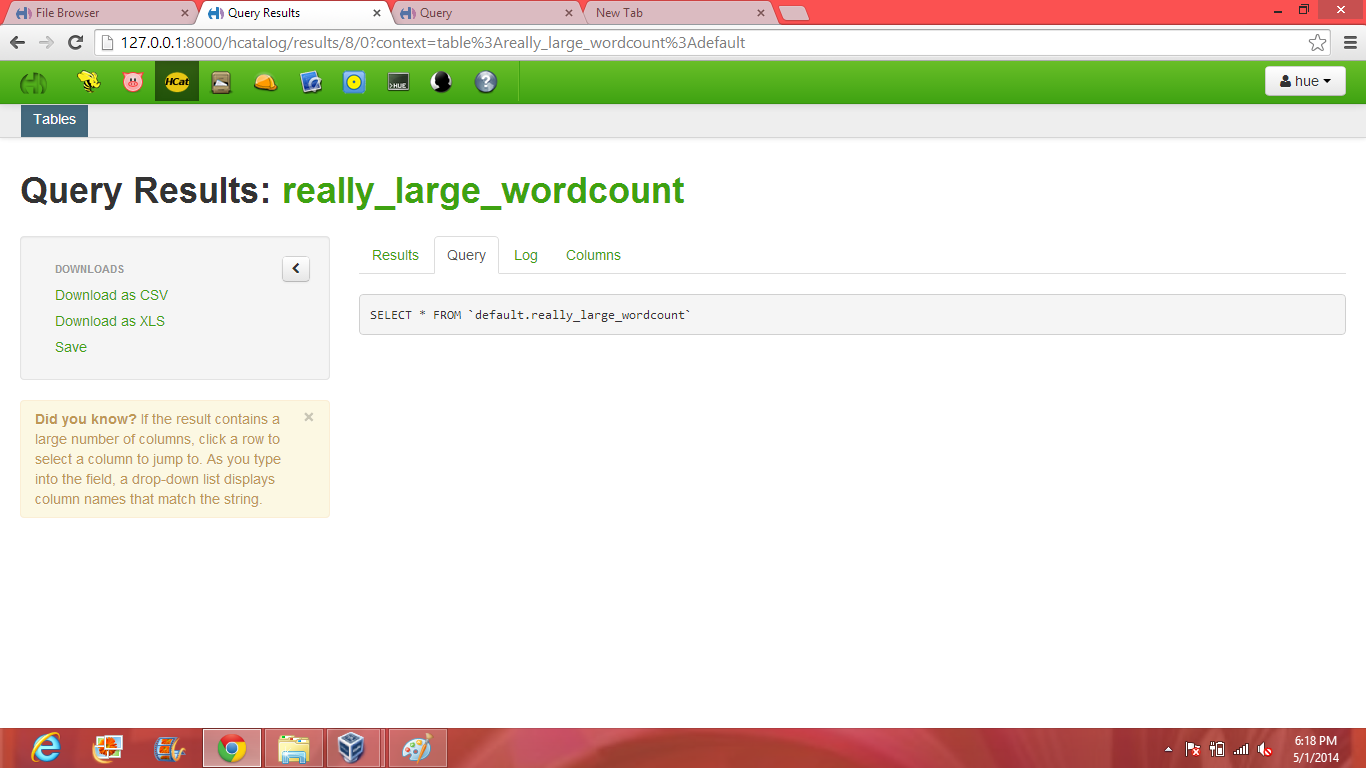 File Browser
Query Results
Query
New Tab
127.0.0.1:8000/hcatalog/results/8/0?context=table%3Areally_large_wordcount%3Adefault
HCat
>HUE
?
hue
Tables
Query Results: really_large_wordcount
DOWNLOADS
Download as CSV
Download as XLS
Save
Results
Query
Log
Columns
SELECT * FROM `default.really_large_wordcount`
Did you know? If the result contains a
large number of columns, click a row to
select a column to jump to. As you type
into the field, a drop-down list displays
column names that match the string.
6:18 PM
5/1/2014